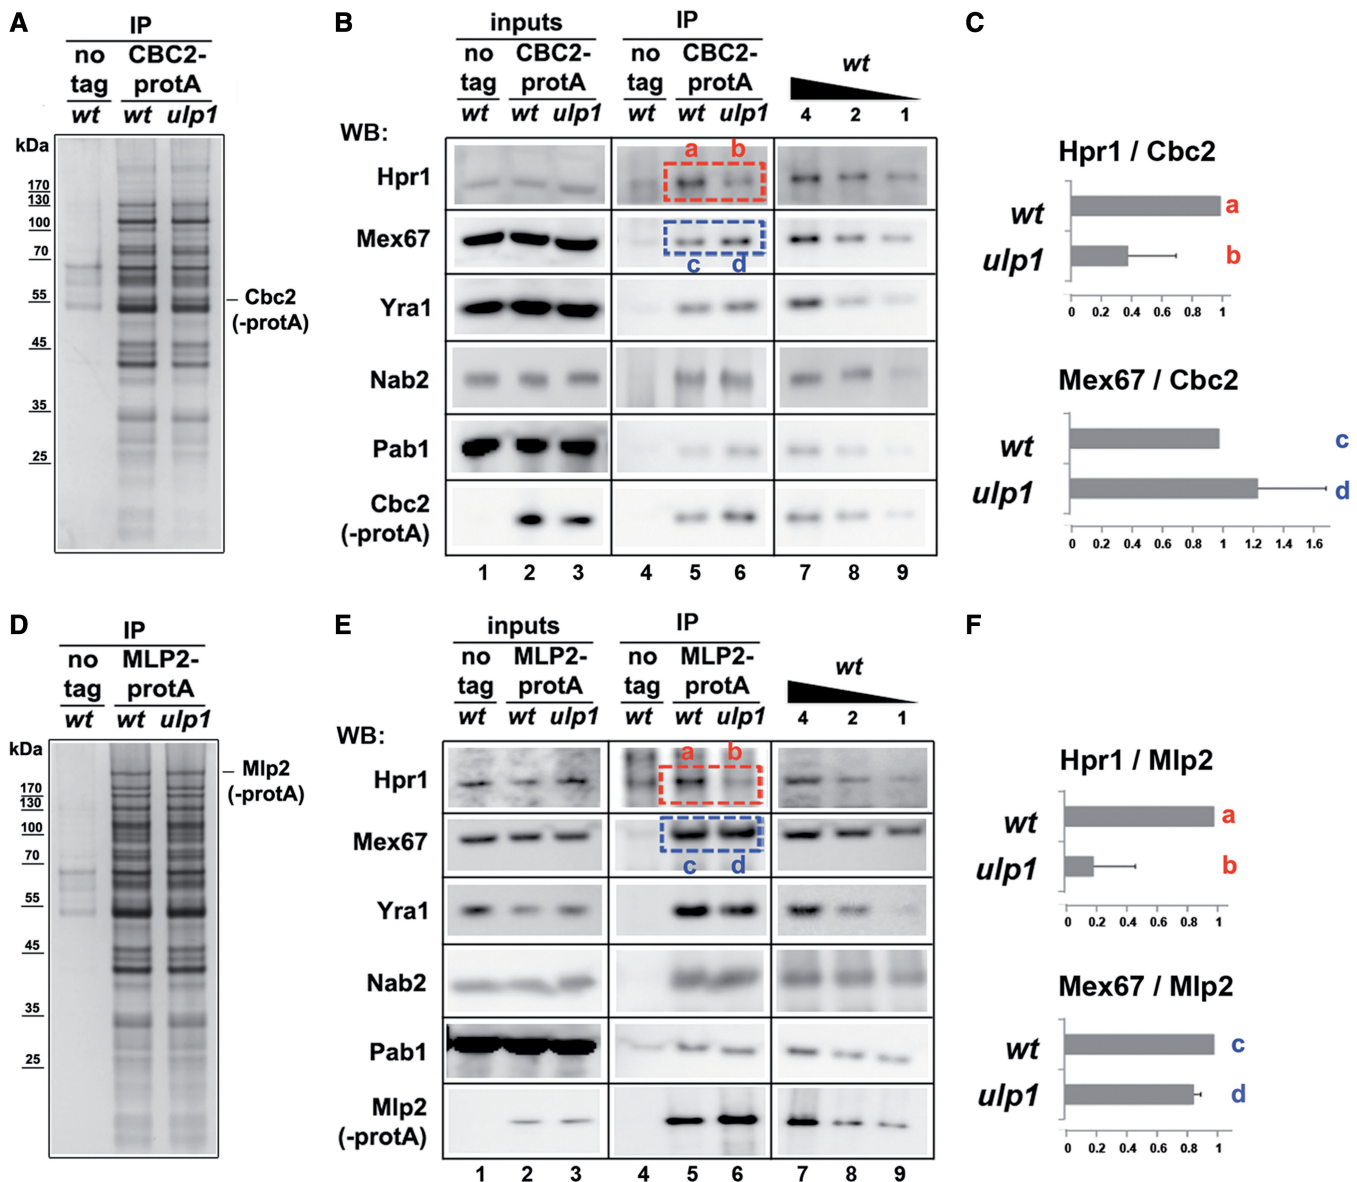 A
IP
no tag
CBC2-protA
wt wt ulp1
kDa
170
130
100
70
55
45
35
25
Cbc2
(-protA)
B
inputs IP
no tag
CBC2-protA
no tag
CBC2-protA
wt
wt wt ulp1 wt wt ulp1 4 2 1
WB:
a b
Hpr1
Mex67
c d
Yra1
Nab2
Pab1
Cbc2
(-protA)
1 2 3 4 5 6 7 8 9
C
Hpr1 / Cbc2
wt a
ulp1 b
0 0.2 0.4 0.6 0.8 1
Mex67 / Cbc2
wt c
ulp1 d
0 0.2 0.4 0.6 0.8 1 1.2 1.4 1.6
D
IP
no tag
MLP2-protA
wt wt ulp1
kDa
170
130
100
70
55
45
35
25
Mlp2
(-protA)
E
inputs IP
no tag
MLP2-protA
no tag
MLP2-protA
wt
wt wt ulp1 wt wt ulp1 4 2 1
WB:
a b
Hpr1
Mex67
c d
Yra1
Nab2
Pab1
Mlp2
(-protA)
1 2 3 4 5 6 7 8 9
F
Hpr1 / Mlp2
wt a
ulp1 b
0 0.2 0.4 0.6 0.8 1
Mex67 / Mlp2
wt c
ulp1 d
0 0.2 0.4 0.6 0.8 1